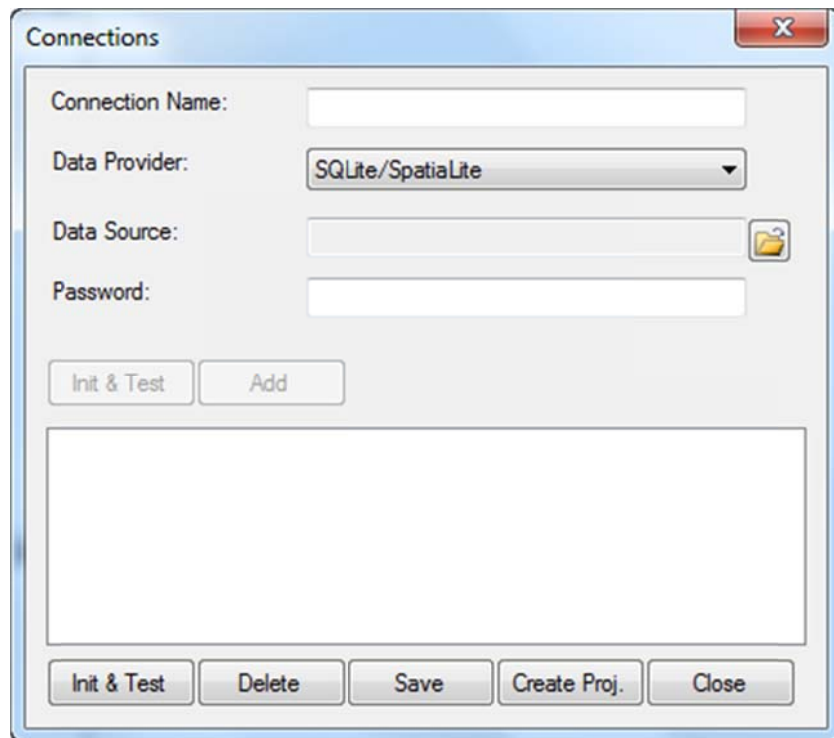 Connections
Connection Name:
Data Provider: SQLite/SpatiaLite
Data Source:
Password:
Init & Test Add
Init & Test Delete Save Create Proj. Close